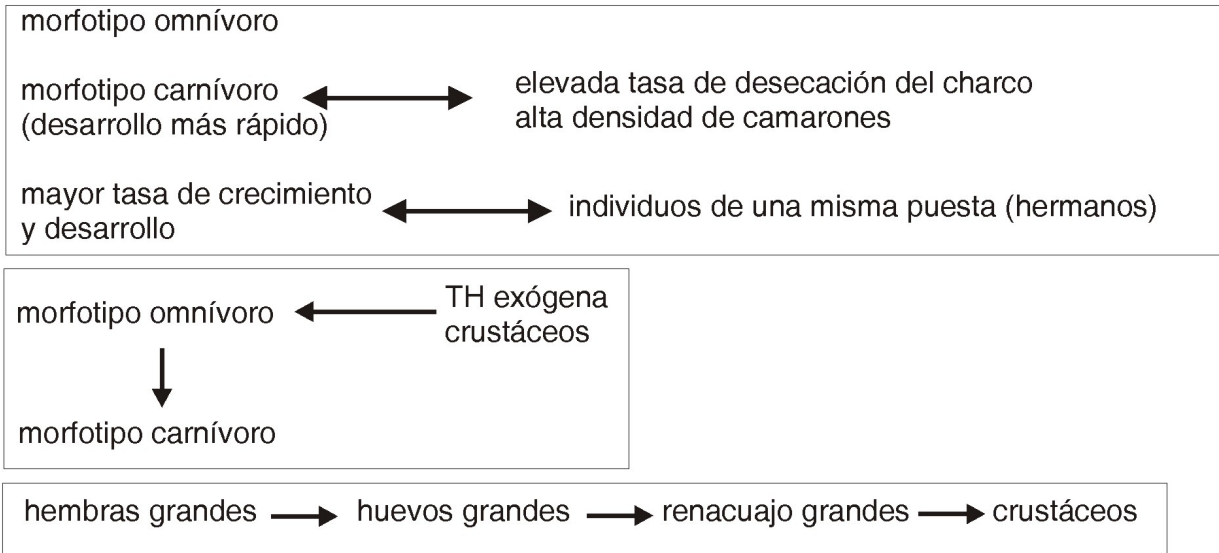 morfotipo omnívoro
morfotipo carnívoro
(desarrollo más rápido)
elevada tasa de desecación del charco
alta densidad de camarones
mayor tasa de crecimiento
y desarrollo
individuos de una misma puesta (hermanos)
morfotipo omnívoro
TH exógena
crustáceos
morfotipo carnívoro
hembras grandes huevos grandes renacuajo grandes crustáceos